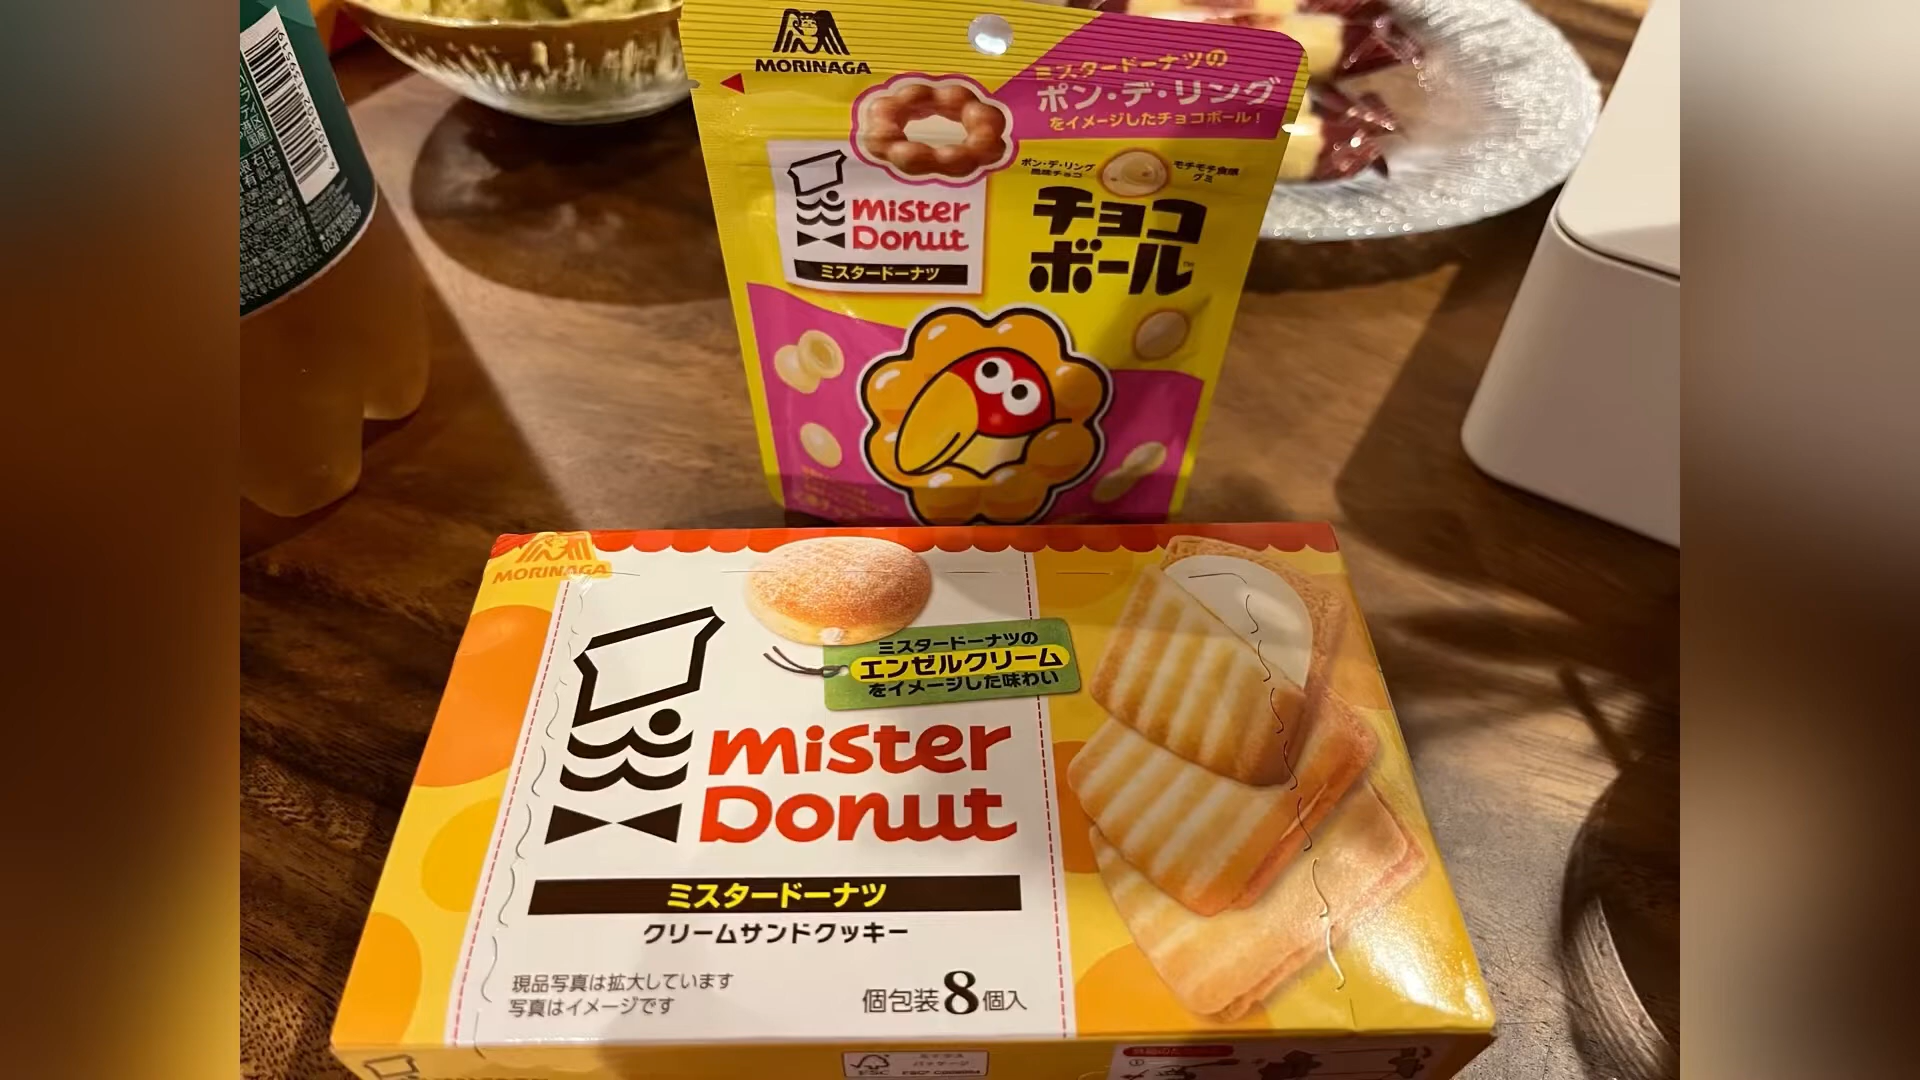 MORINAGA
ミスタードーナツの
ポン・デ・リング
をイメージしたチョコボール!
ポン・デ・リング
風味チョコ
モチモチ食感
グミ
mister
Donut
ミスタードーナツ
チョコ
ボール
MORINAGA
ミスタードーナツの
エンゼルクリーム
をイメージした味わい
mister
Donut
ミスタードーナツ
クリームサンドクッキー
現品写真は拡大しています
写真はイメージです
個包装8個入
FSC